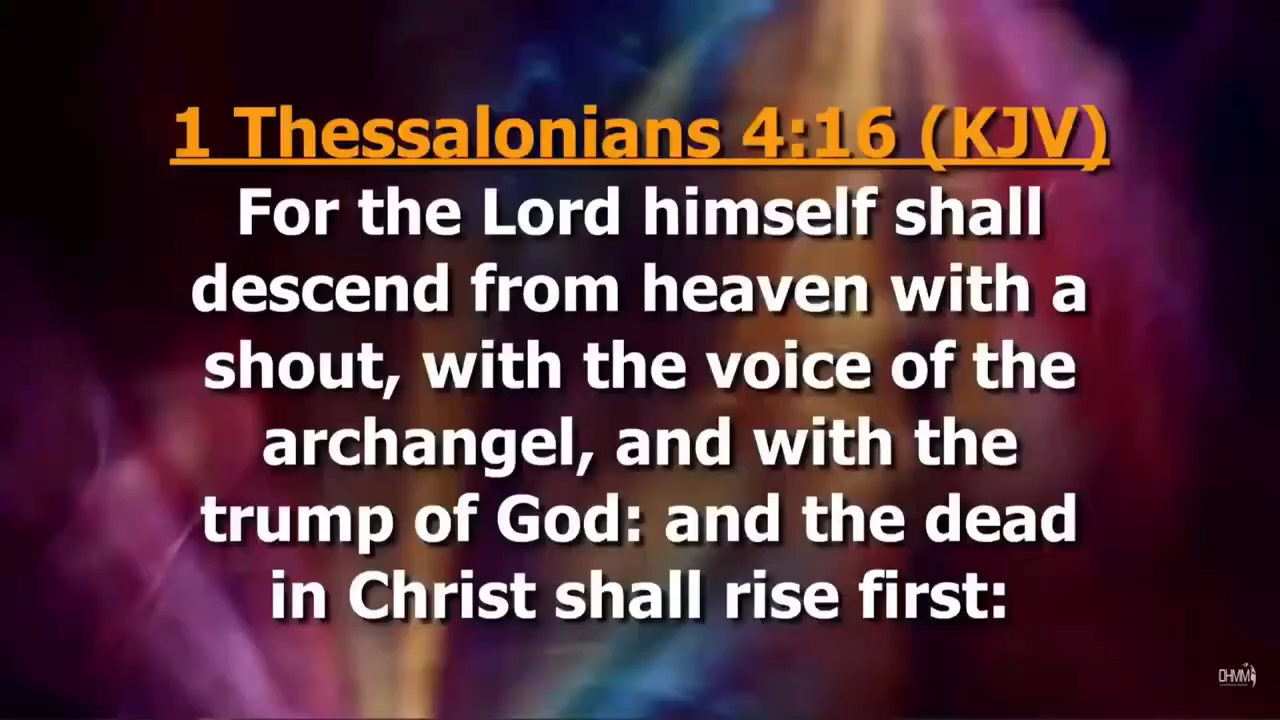 1 Thessalonians 4:16 (KJV)
For the Lord himself shall
descend from heaven with a
shout, with the voice of the
archangel, and with the
trump of God: and the dead
in Christ shall rise first:
DHMM